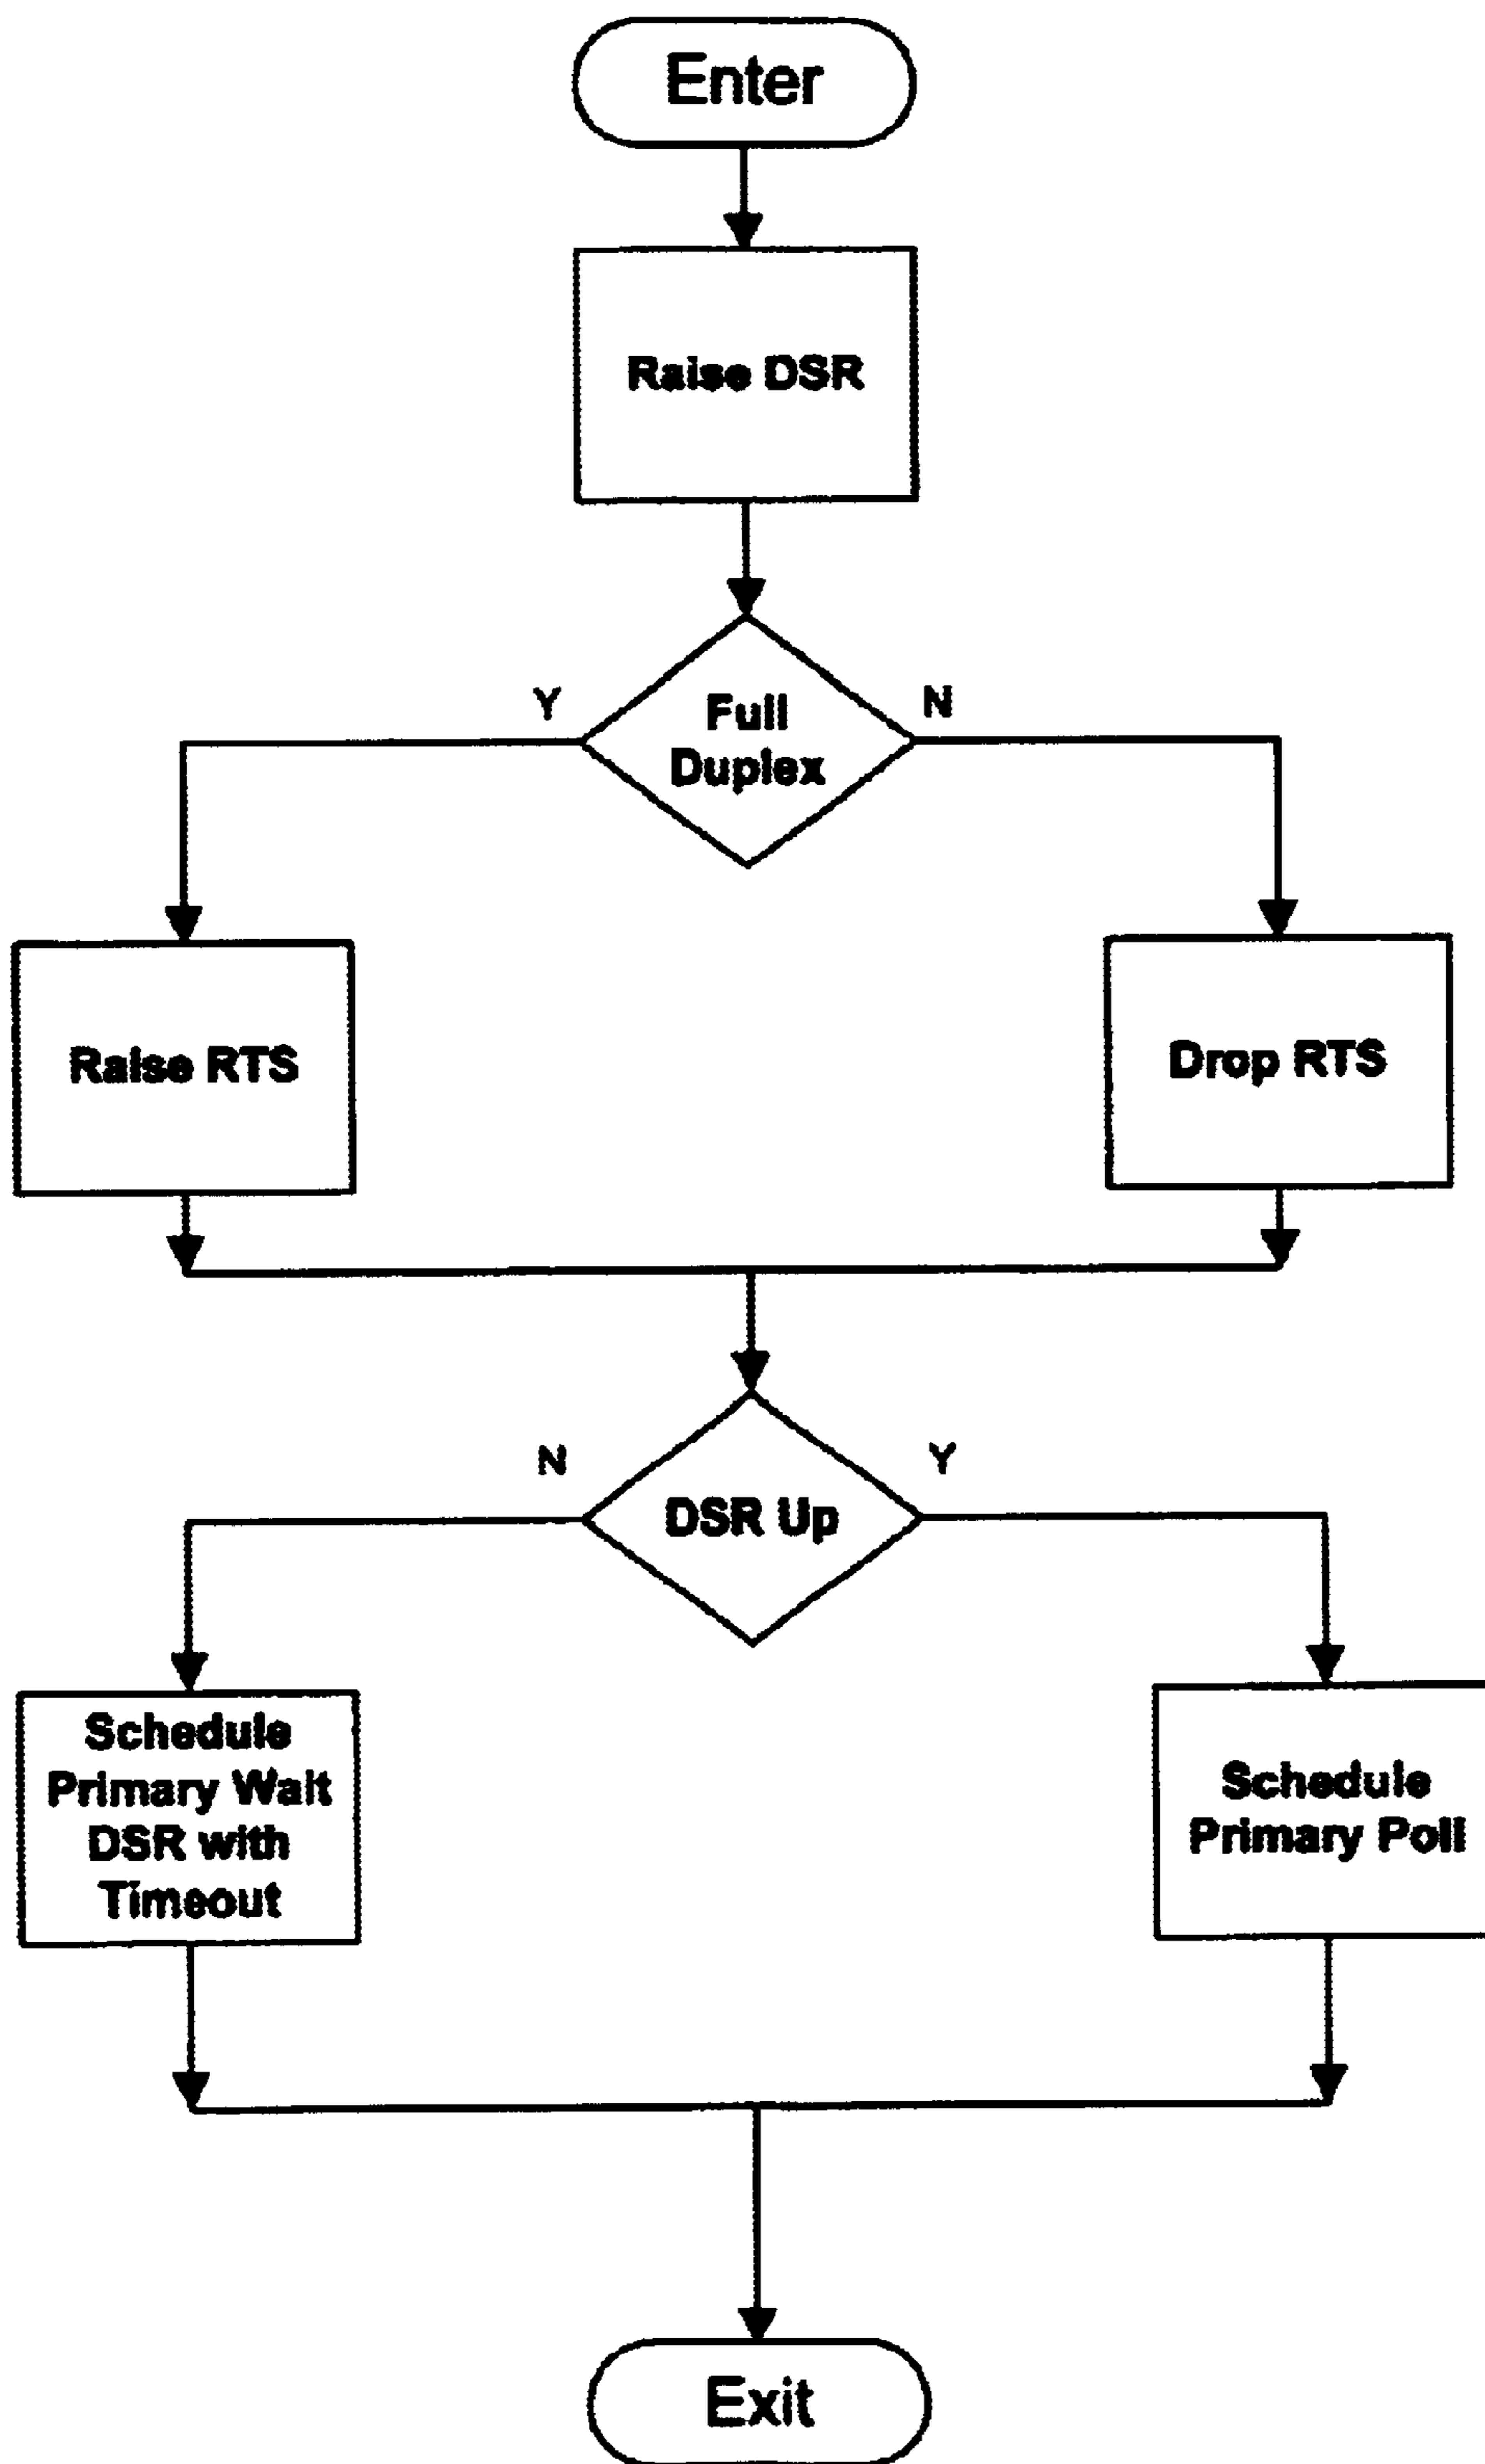 Enter
Raise DSR
Y
N
Full
Duplex
Raise RTS
Drop RTS
N
Y
DSR Up
Schedule
Primary Wait
DSR with
Timeout
Schedule
Primary Poll
Exit